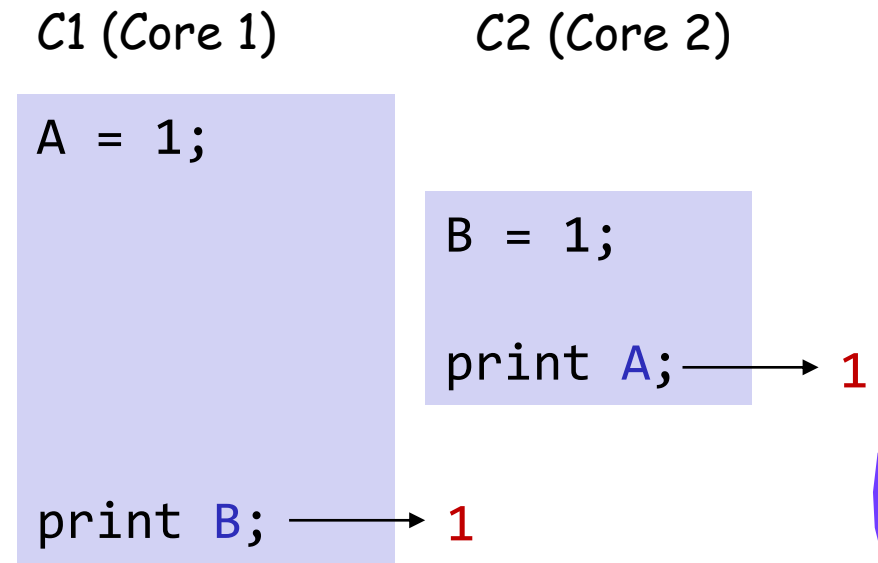 C1 (Core 1)
C2 (Core 2)
A = 1;
B = 1;
print A; 1
print B; 1